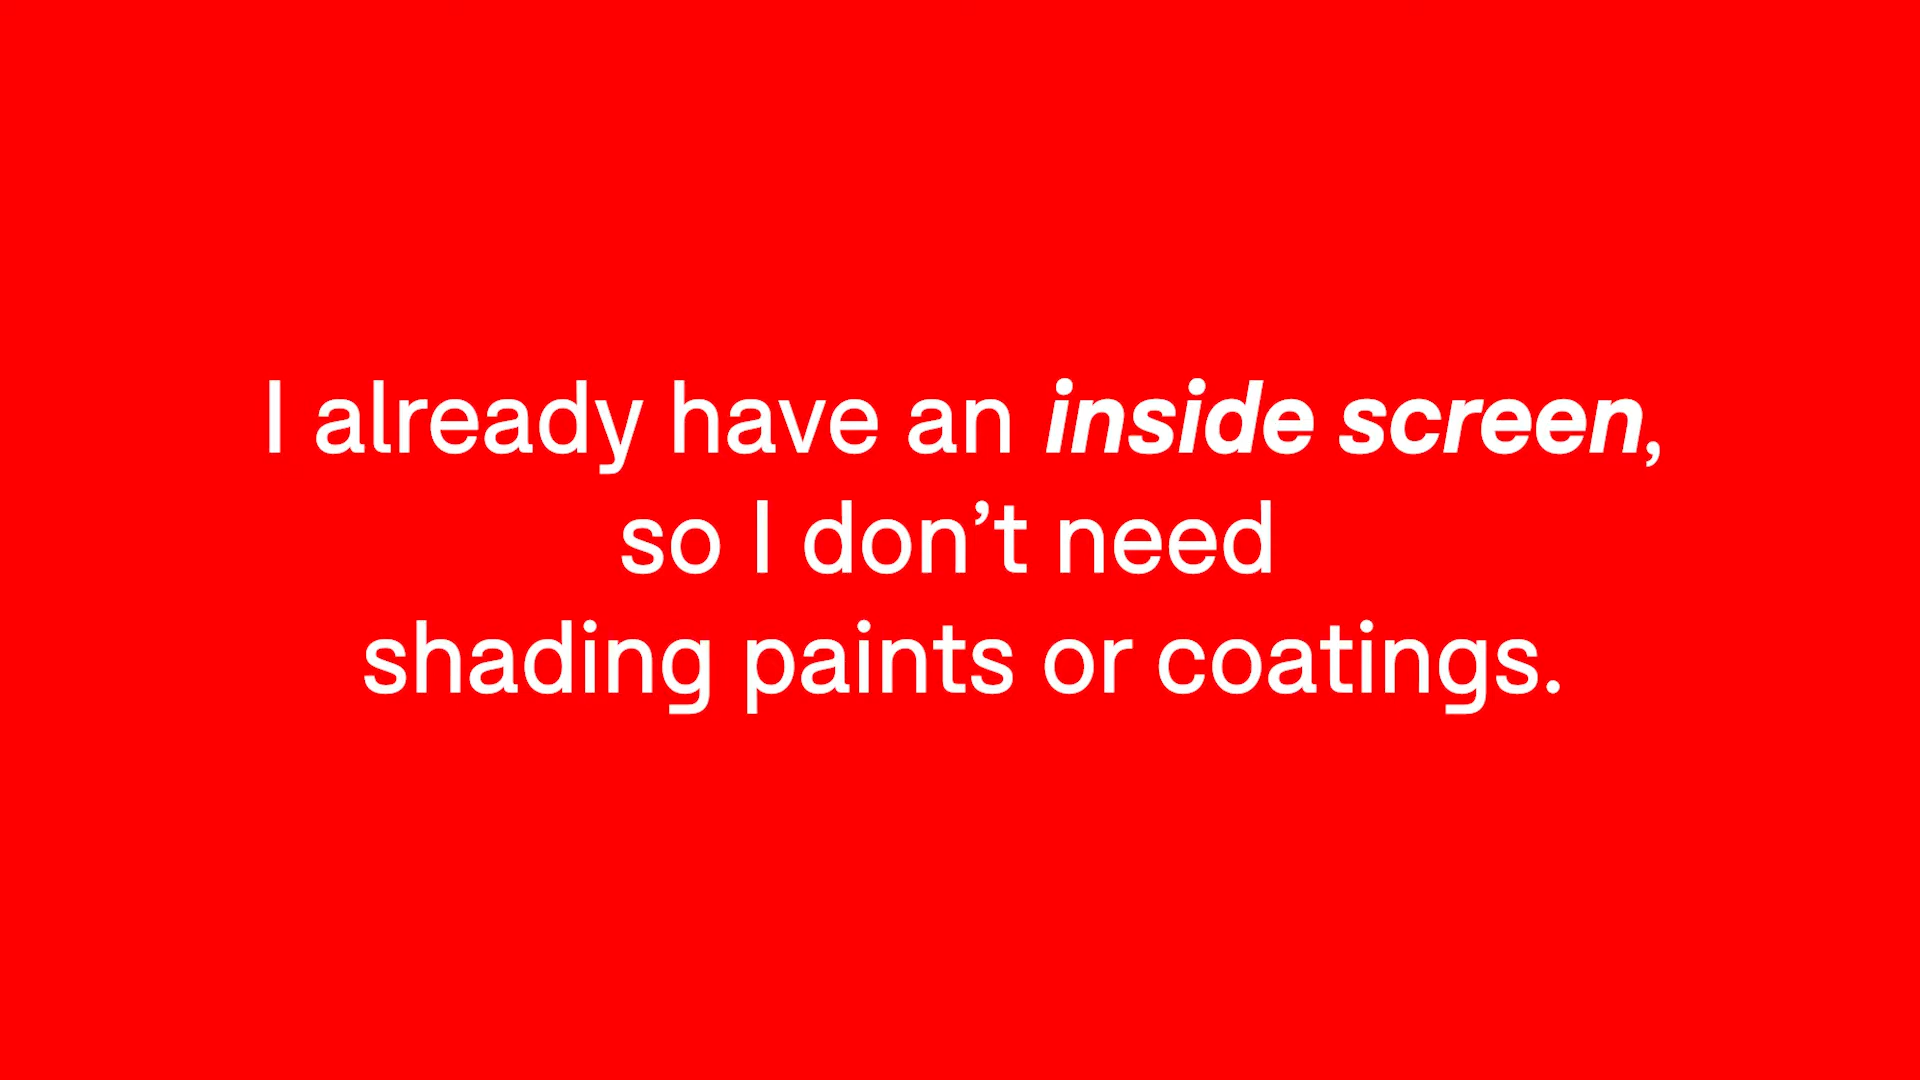 I already have an inside screen,
so I don’t need
shading paints or coatings.